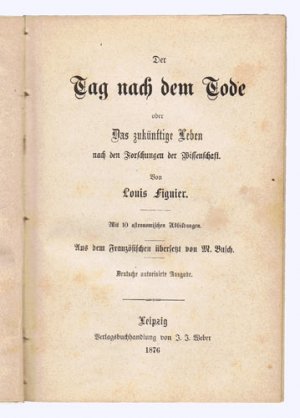 Der
Tag nach dem Tode
oder
Das zukünftige Leben
nach den Forschungen der Wissenschaft.
Von
Louis Figuier.
Mit 10 astronomischen Abbildungen.
Aus dem Französischen übersetzt von M. Busch.
Deutsche autorisirte Ausgabe.
Leipzig
Verlagsbuchhandlung von J. J. Weber
1876